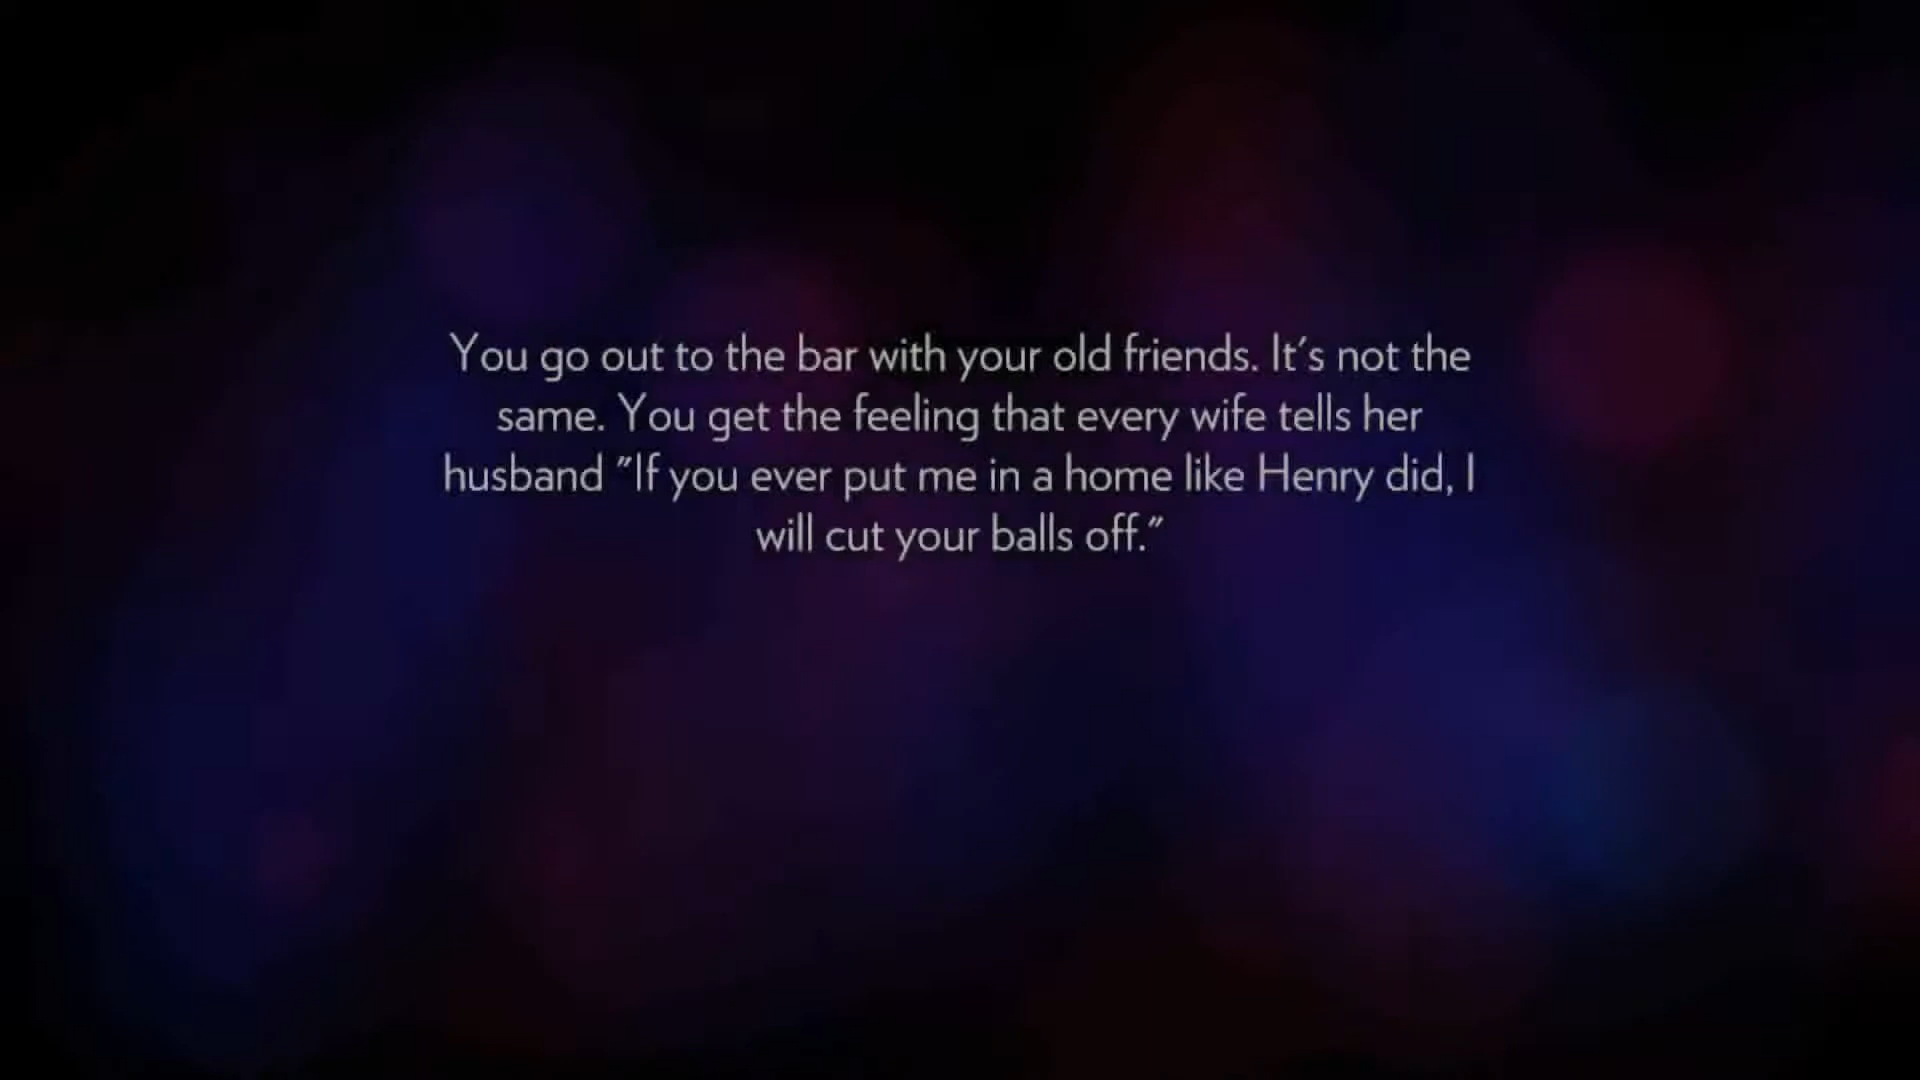 You go out to the bar with your old friends. It's not the
same. You get the feeling that every wife tells her
husband "If you ever put me in a home like Henry did, I
will cut your balls off."